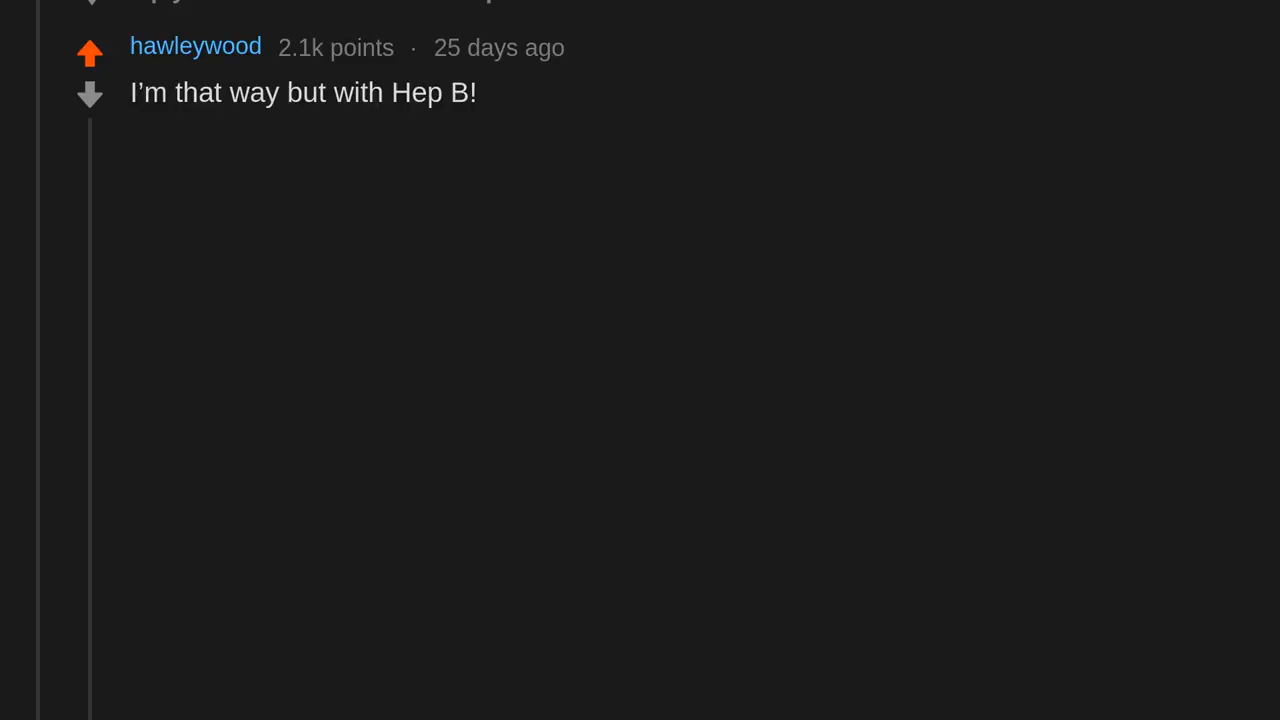 hawleywood 2.1k points · 25 days ago
I’m that way but with Hep B!